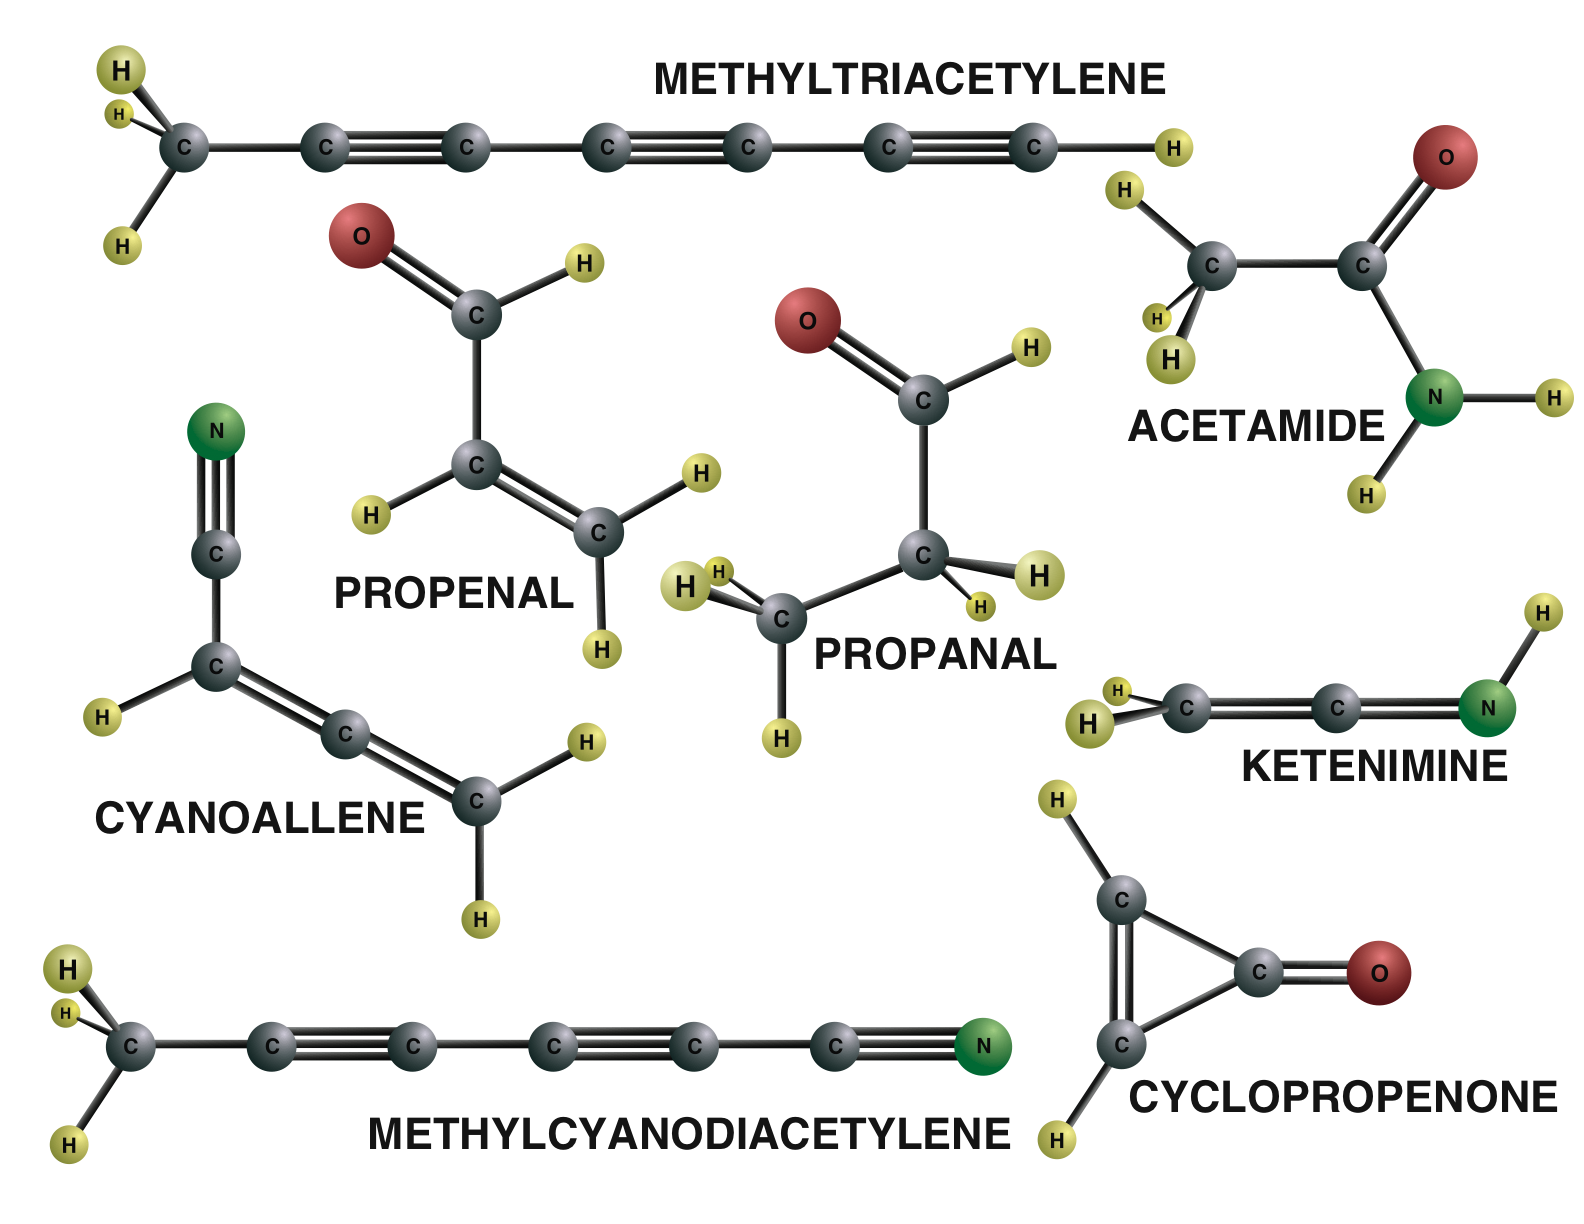 METHYLTRIACETYLENE
H
H
C C C C C C C H
H
O
H
C
C
H
H
C
H
PROPENAL
O
H
C
C
H
H
H
H
C
H
PROPANAL
O
H
C C
H
H
N H
H
ACETAMIDE
N
C
C
H
C
H
C
H
CYANOALLENE
H
H
H
C C N
KETENIMINE
H
C
C O
C
H
CYCLOPROPENONE
H
H
C C C C C C N
H
METHYLCYANODIACETYLENE